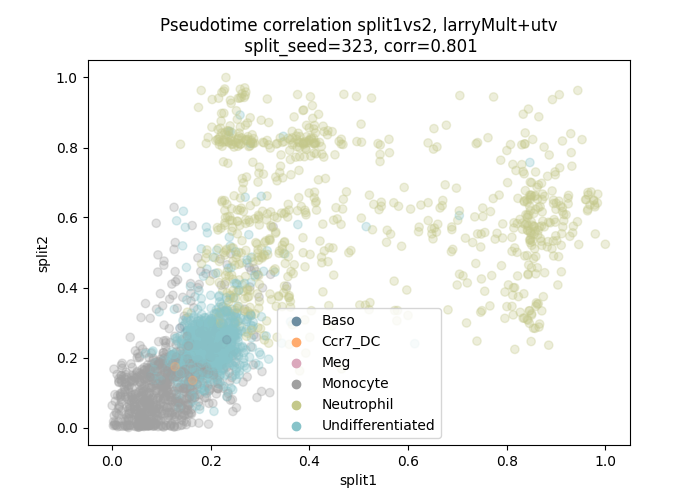 Pseudotime correlation split1vs2, larryMult+utv
split_seed=323, corr=0.801
1.0
0.8
0.6
0.4
0.2
0.0
split2
Baso
Ccr7_DC
Meg
Monocyte
Neutrophil
Undifferentiated
0.0
0.2
0.4
0.6
0.8
1.0
split1